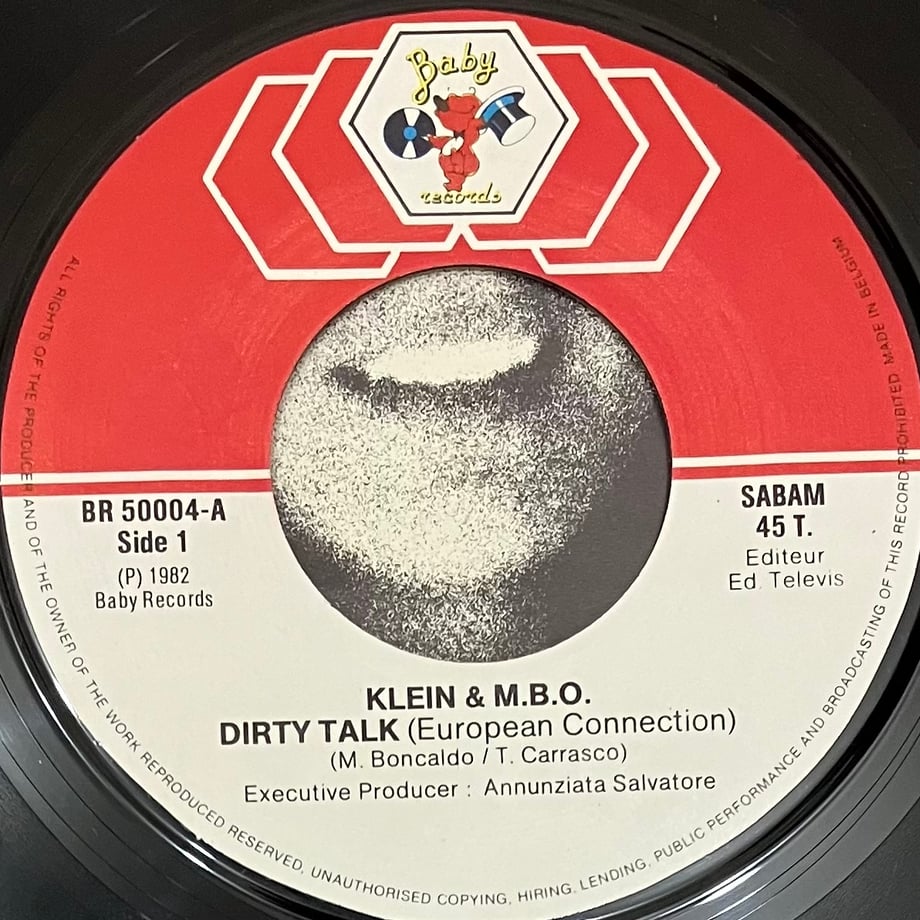 Baby
records
BR 50004-A
Side 1
(P) 1982
Baby Records
SABAM
45 T.
Editeur
Ed. Televis
KLEIN & M.B.O.
DIRTY TALK (European Connection)
(M. Boncaldo / T. Carrasco)
Executive Producer : Annunziata Salvatore
ALL RIGHTS OF THE PRODUCER AND OF THE OWNER OF THE WORK REPRODUCED RESERVED, UNAUTHORISED COPYING, HIRING, LENDING, PUBLIC PERFORMANCE AND BROADCASTING OF THIS RECORD PROHIBITED MADE IN BELGIUM